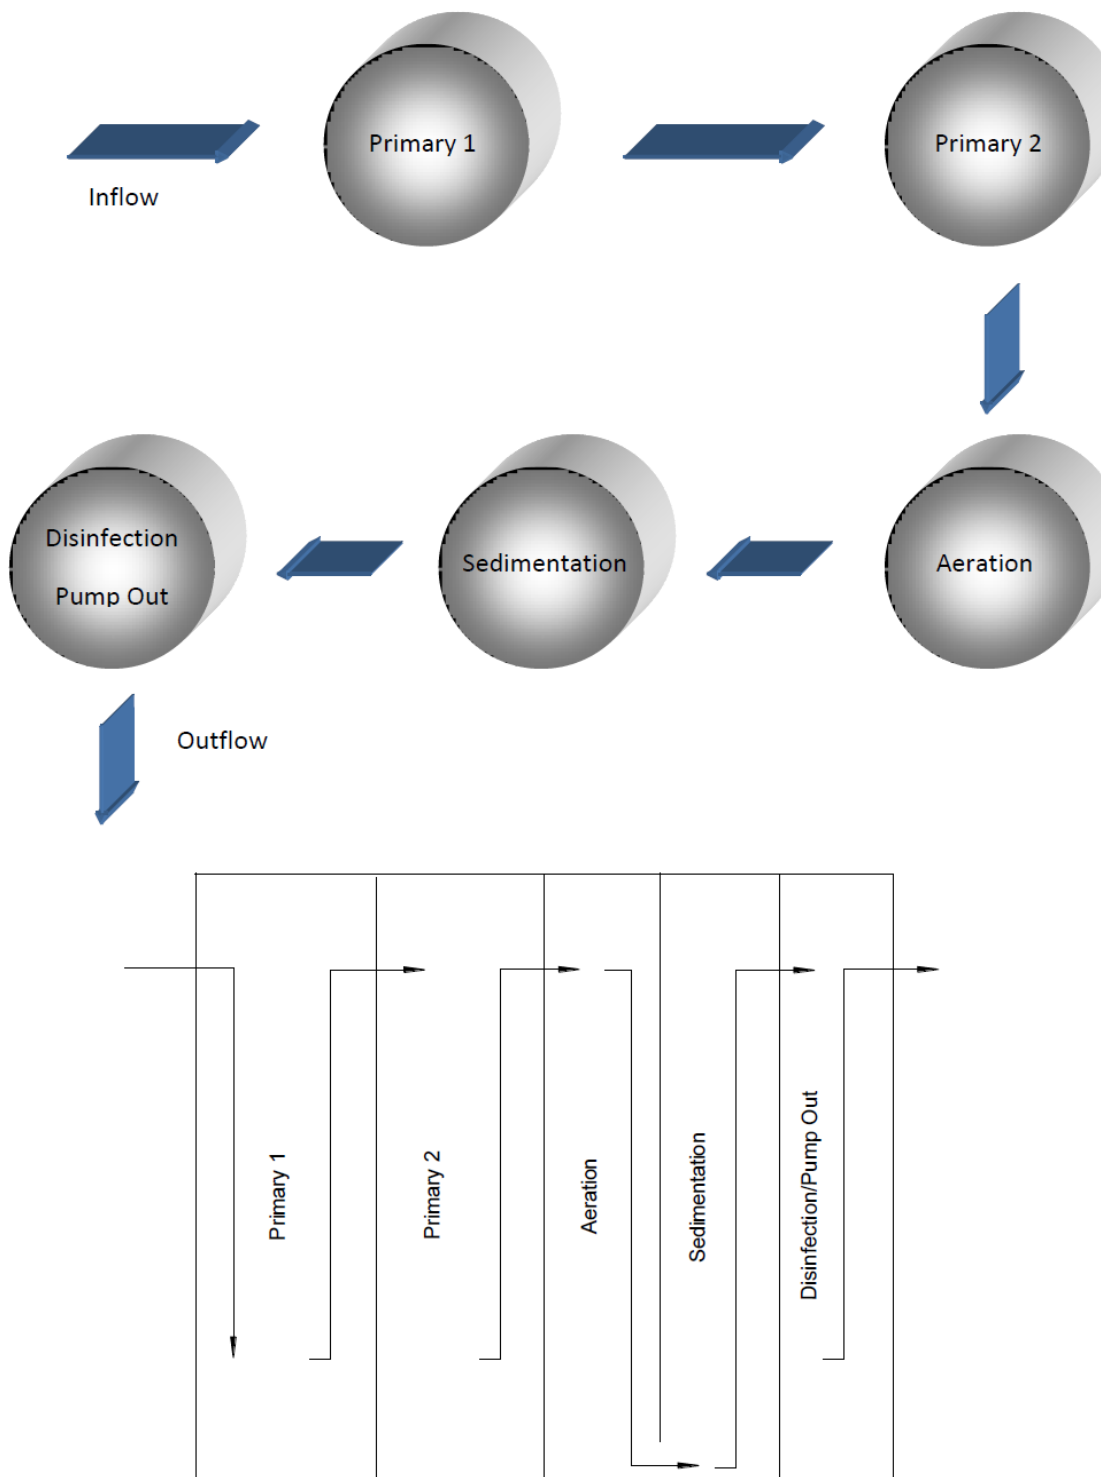 Primary 1
Primary 2
Inflow
Disinfection
Pump Out
Sedimentation
Aeration
Outflow
Primary 1
Primary 2
Aeration
Sedimentation
Disinfection/Pump Out